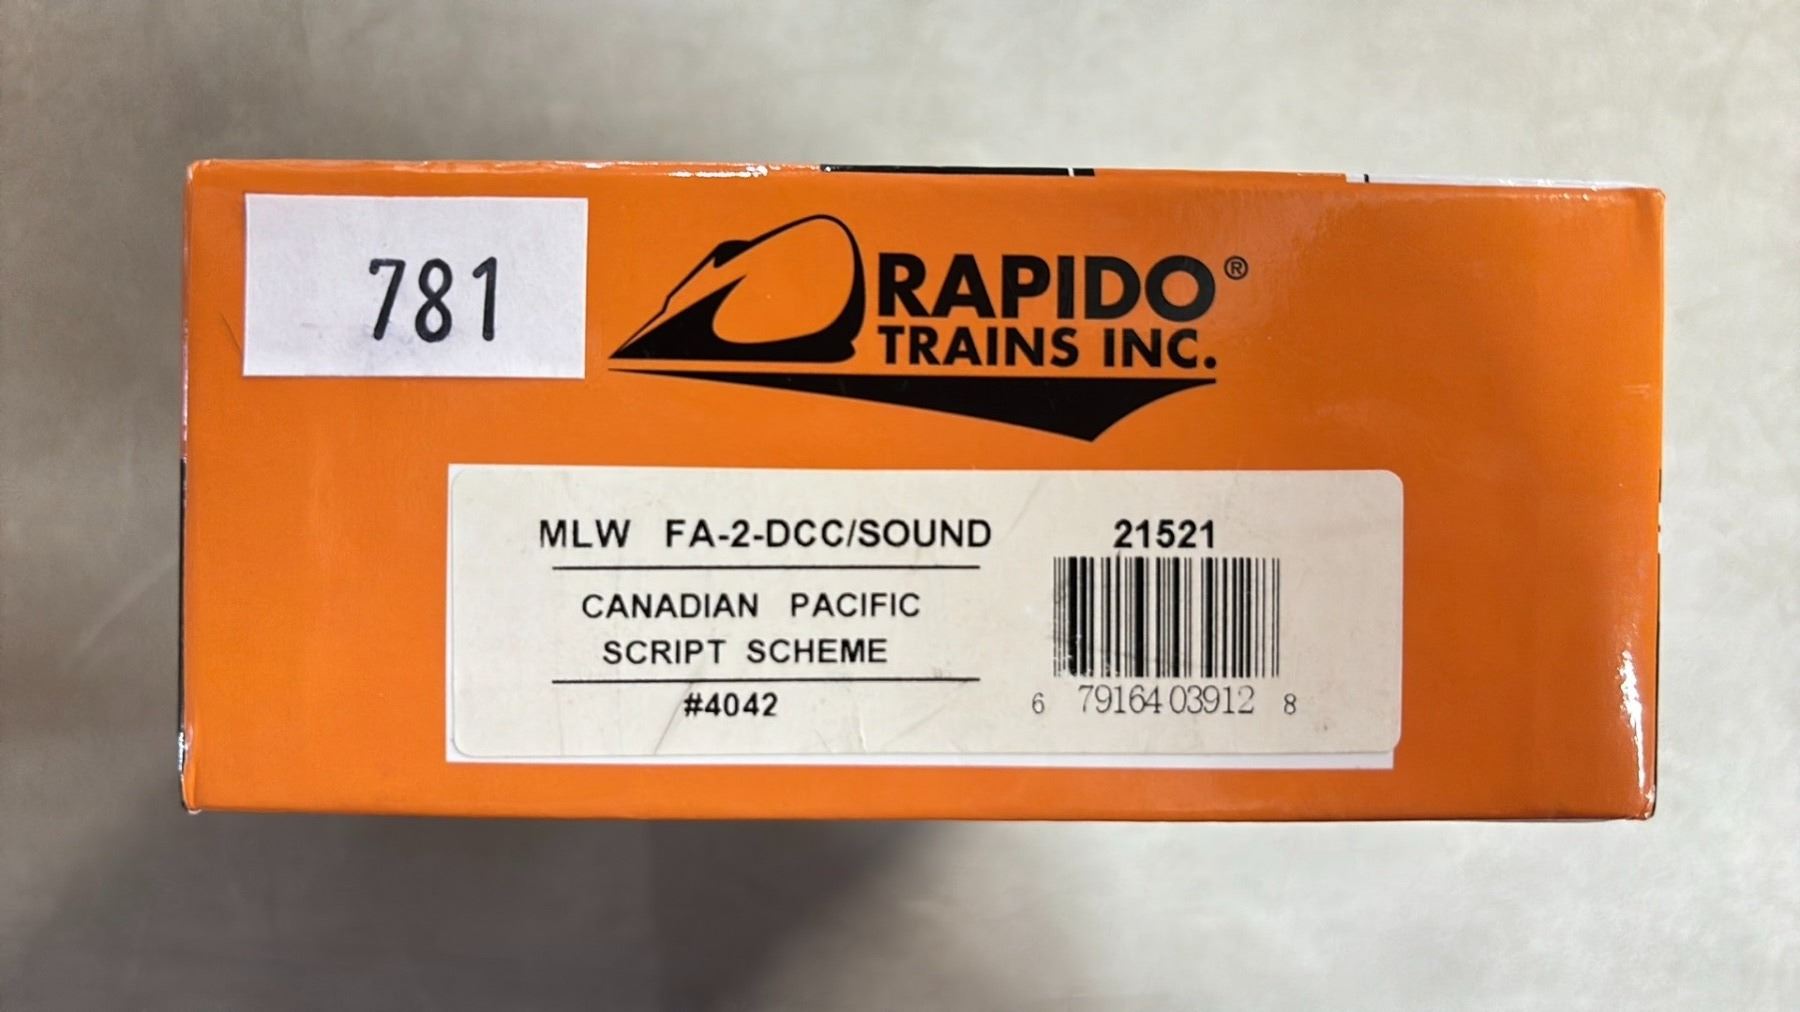 781
RAPIDO®
TRAINS INC.
MLW FA-2-DCC/SOUND
CANADIAN PACIFIC
SCRIPT SCHEME
#4042
21521
6 79164 03912 8